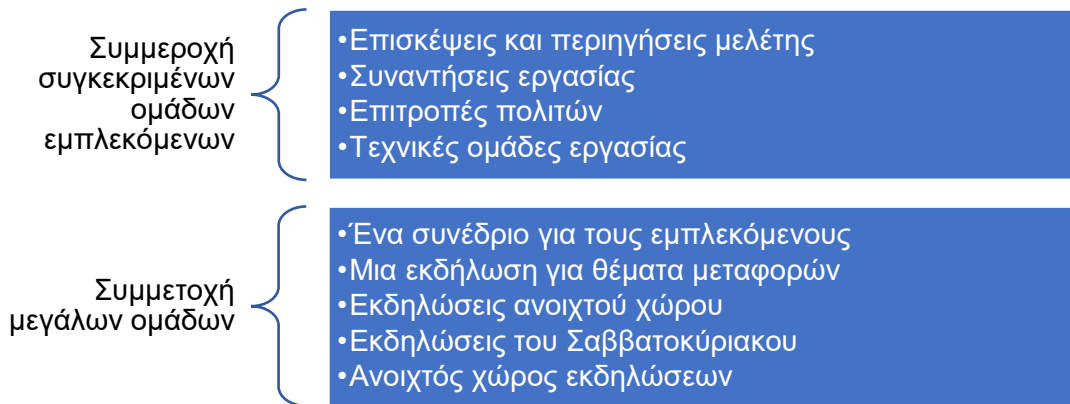 Συμμεροχή
συγκεκριμένων
ομάδων
εμπλεκόμενων
•Επισκέψεις και περιηγήσεις μελέτης
•Συναντήσεις εργασίας
•Επιτροπές πολιτών
•Τεχνικές ομάδες εργασίας
Συμμετοχή
μεγάλων ομάδων
•Ένα συνέδριο για τους εμπλεκόμενους
•Μια εκδήλωση για θέματα μεταφορών
•Εκδηλώσεις ανοιχτού χώρου
•Εκδηλώσεις του Σαββατοκύριακου
•Ανοιχτός χώρος εκδηλώσεων